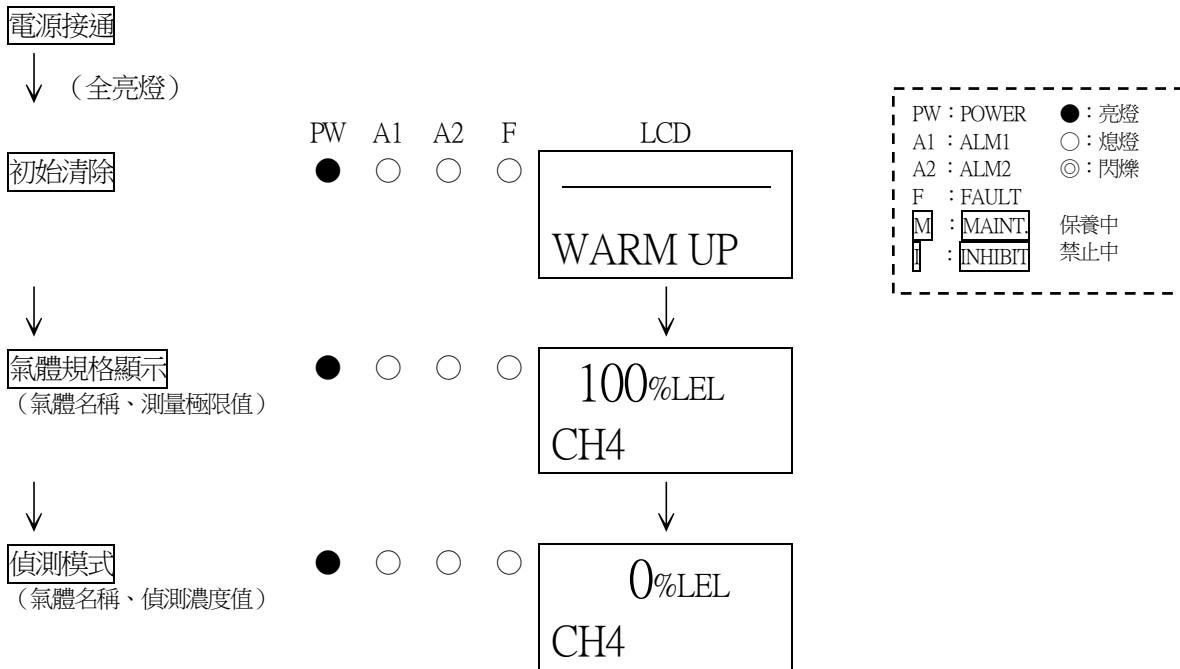 電源接通
（全亮燈）
PW A1 A2 F LCD
初始清除 ● ○ ○ ○
WARM UP
氣體規格顯示 ● ○ ○ ○ 100%LEL
（氣體名稱、測量極限值）
CH4
偵測模式 ● ○ ○ ○ 0%LEL
（氣體名稱、偵測濃度值）
CH4
PW：POWER ●：亮燈
A1：ALM1 ○：熄燈
A2：ALM2 ◎：閃爍
F ：FAULT
M ：MAINT. 保養中
I ：INHIBIT 禁止中